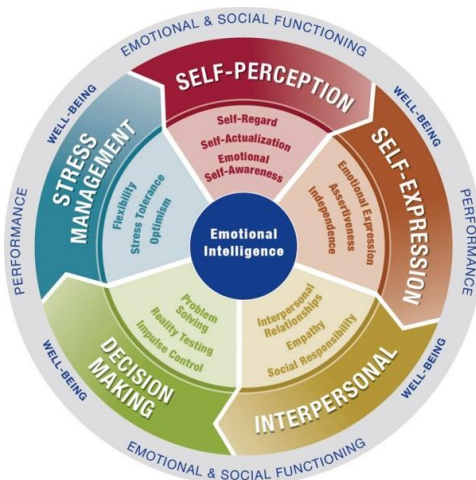 EMOTIONAL & SOCIAL FUNCTIONING
WELL-BEING
WELL-BEING
PERFORMANCE
PERFORMANCE
SELF-PERCEPTION
Self-Regard
Self-Actualization
Emotional
Self-Awareness
SELF-EXPRESSION
Emotional Expression
Assertiveness
Independence
INTERPERSONAL
Interpersonal
Relationships
Empathy
Social Responsibility
DECISION
MAKING
Problem
Solving
Reality Testing
Impulse Control
STRESS
MANAGEMENT
Flexibility
Stress Tolerance
Optimism
Emotional
Intelligence
WELL-BEING
WELL-BEING
EMOTIONAL & SOCIAL FUNCTIONING